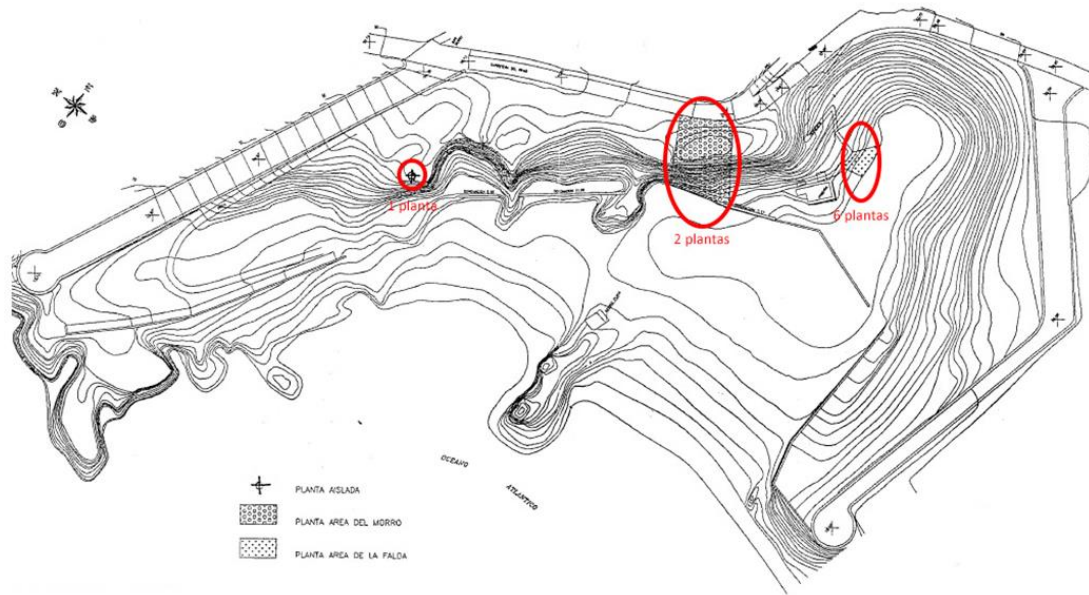 1 planta
2 plantas
6 plantas
OCEANO
ATLANTICO
PLANTA AISLADA
PLANTA AREA DEL MORRO
PLANTA AREA DE LA FALDA